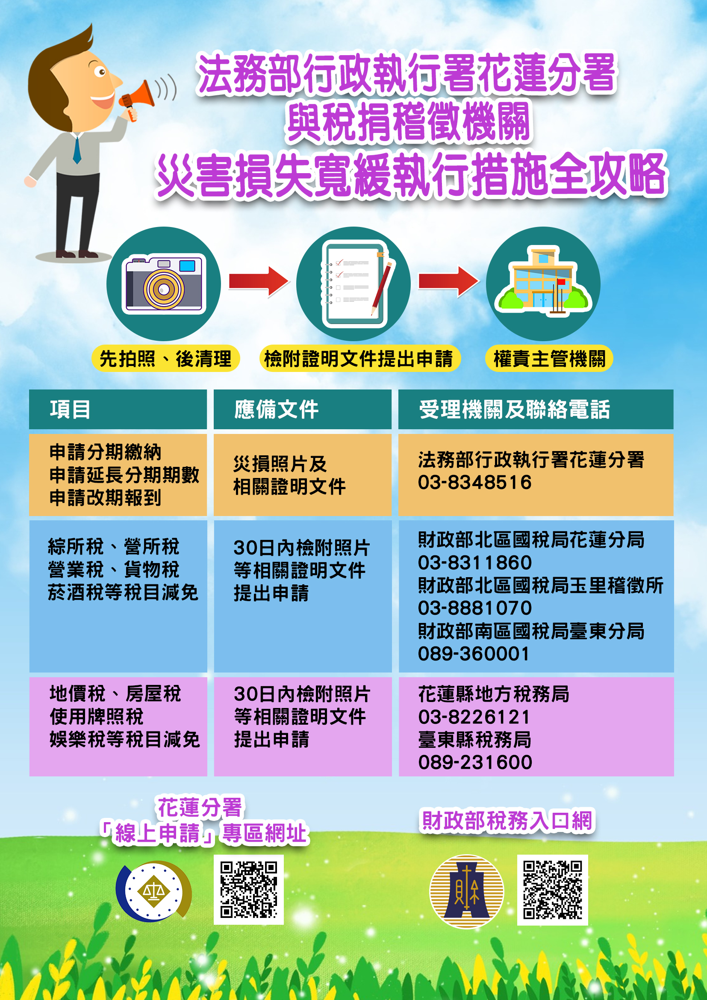 法務部行政執行署花蓮分署
與稅捐稽徵機關
災害損失寬緩執行措施全攻略
先拍照、後清理
檢附證明文件提出申請
權責主管機關
項目
應備文件
受理機關及聯絡電話
申請分期繳納
申請延長分期期數
申請改期報到
災損照片及
相關證明文件
法務部行政執行署花蓮分署
03-8348516
綜所稅、營所稅
營業稅、貨物稅
菸酒稅等稅目減免
30日內檢附照片
等相關證明文件
提出申請
財政部北區國稅局花蓮分局
03-8311860
財政部北區國稅局玉里稽徵所
03-8881070
財政部南區國稅局臺東分局
089-360001
地價稅、房屋稅
使用牌照稅
娛樂稅等稅目減免
30日內檢附照片
等相關證明文件
提出申請
花蓮縣地方稅務局
03-8226121
臺東縣稅務局
089-231600
花蓮分署
「線上申請」專區網址
財政部稅務入口網